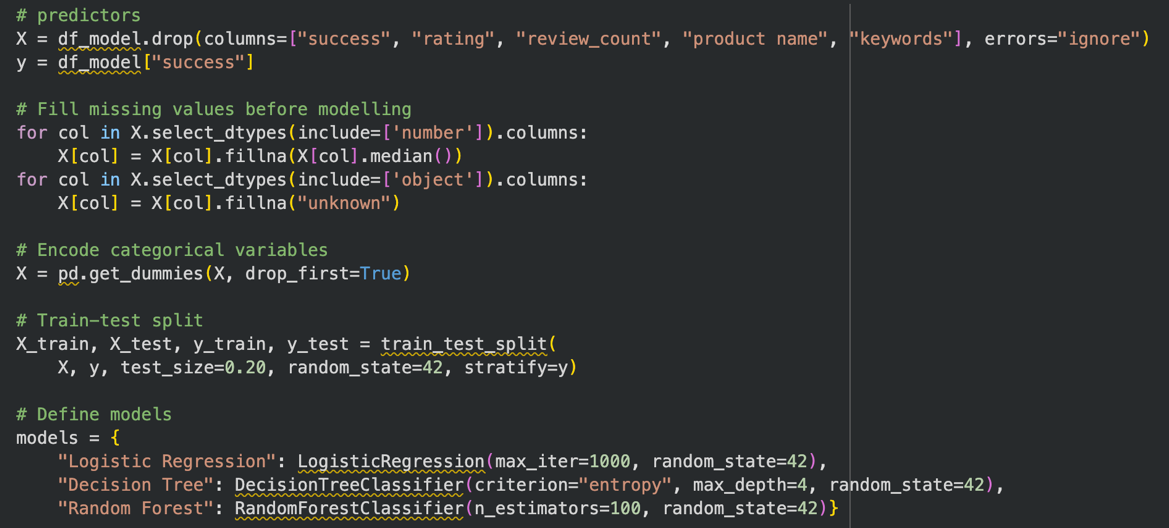 # predictors
X = df_model.drop(columns=["success", "rating", "review_count", "product name", "keywords"], errors="ignore")
y = df_model["success"]
# Fill missing values before modelling
for col in X.select_dtypes(include=['number']).columns:
    X[col] = X[col].fillna(X[col].median())
for col in X.select_dtypes(include=['object']).columns:
    X[col] = X[col].fillna("unknown")
# Encode categorical variables
X = pd.get_dummies(X, drop_first=True)
# Train-test split
X_train, X_test, y_train, y_test = train_test_split(
    X, y, test_size=0.20, random_state=42, stratify=y)
# Define models
models = {
    "Logistic Regression": LogisticRegression(max_iter=1000, random_state=42),
    "Decision Tree": DecisionTreeClassifier(criterion="entropy", max_depth=4, random_state=42),
    "Random Forest": RandomForestClassifier(n_estimators=100, random_state=42)}